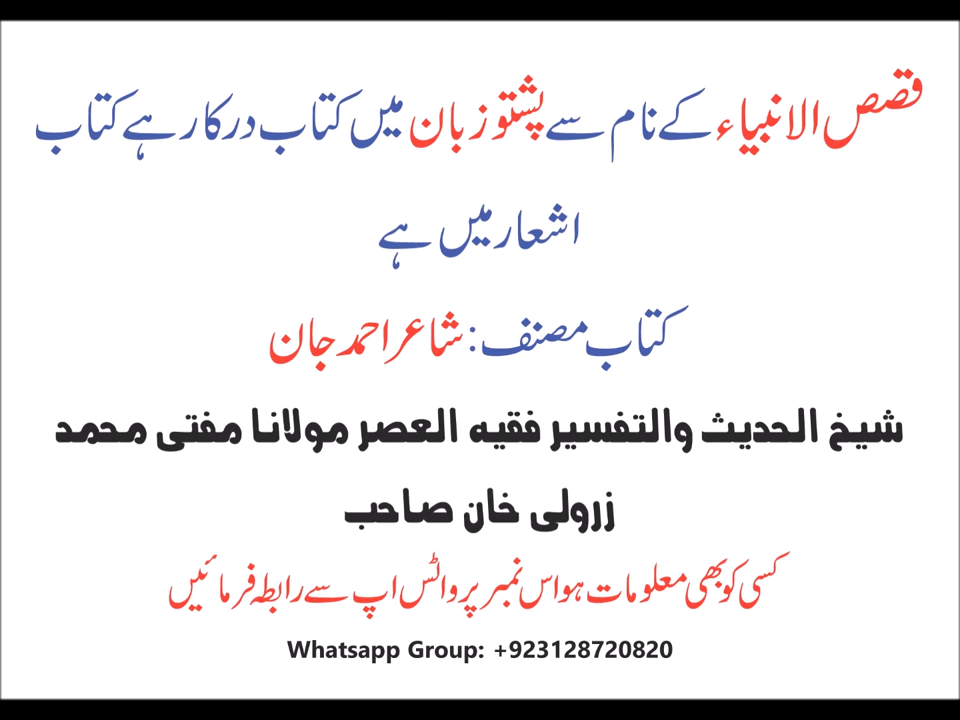 قصص الانبیاء کے نام سے پشتو زبان میں کتاب درکار ہے کتاب
اشعار میں ہے
کتاب مصنف: شاعر احمد جان
شیخ الحدیث والتفسیر فقیہ العصر مولانا مفتی محمد
زرولی خان صاحب
کسی کو بھی معلومات ہو اس نمبر پر واٹس اپ سے رابطہ فرمائیں
Whatsapp Group: +923128720820